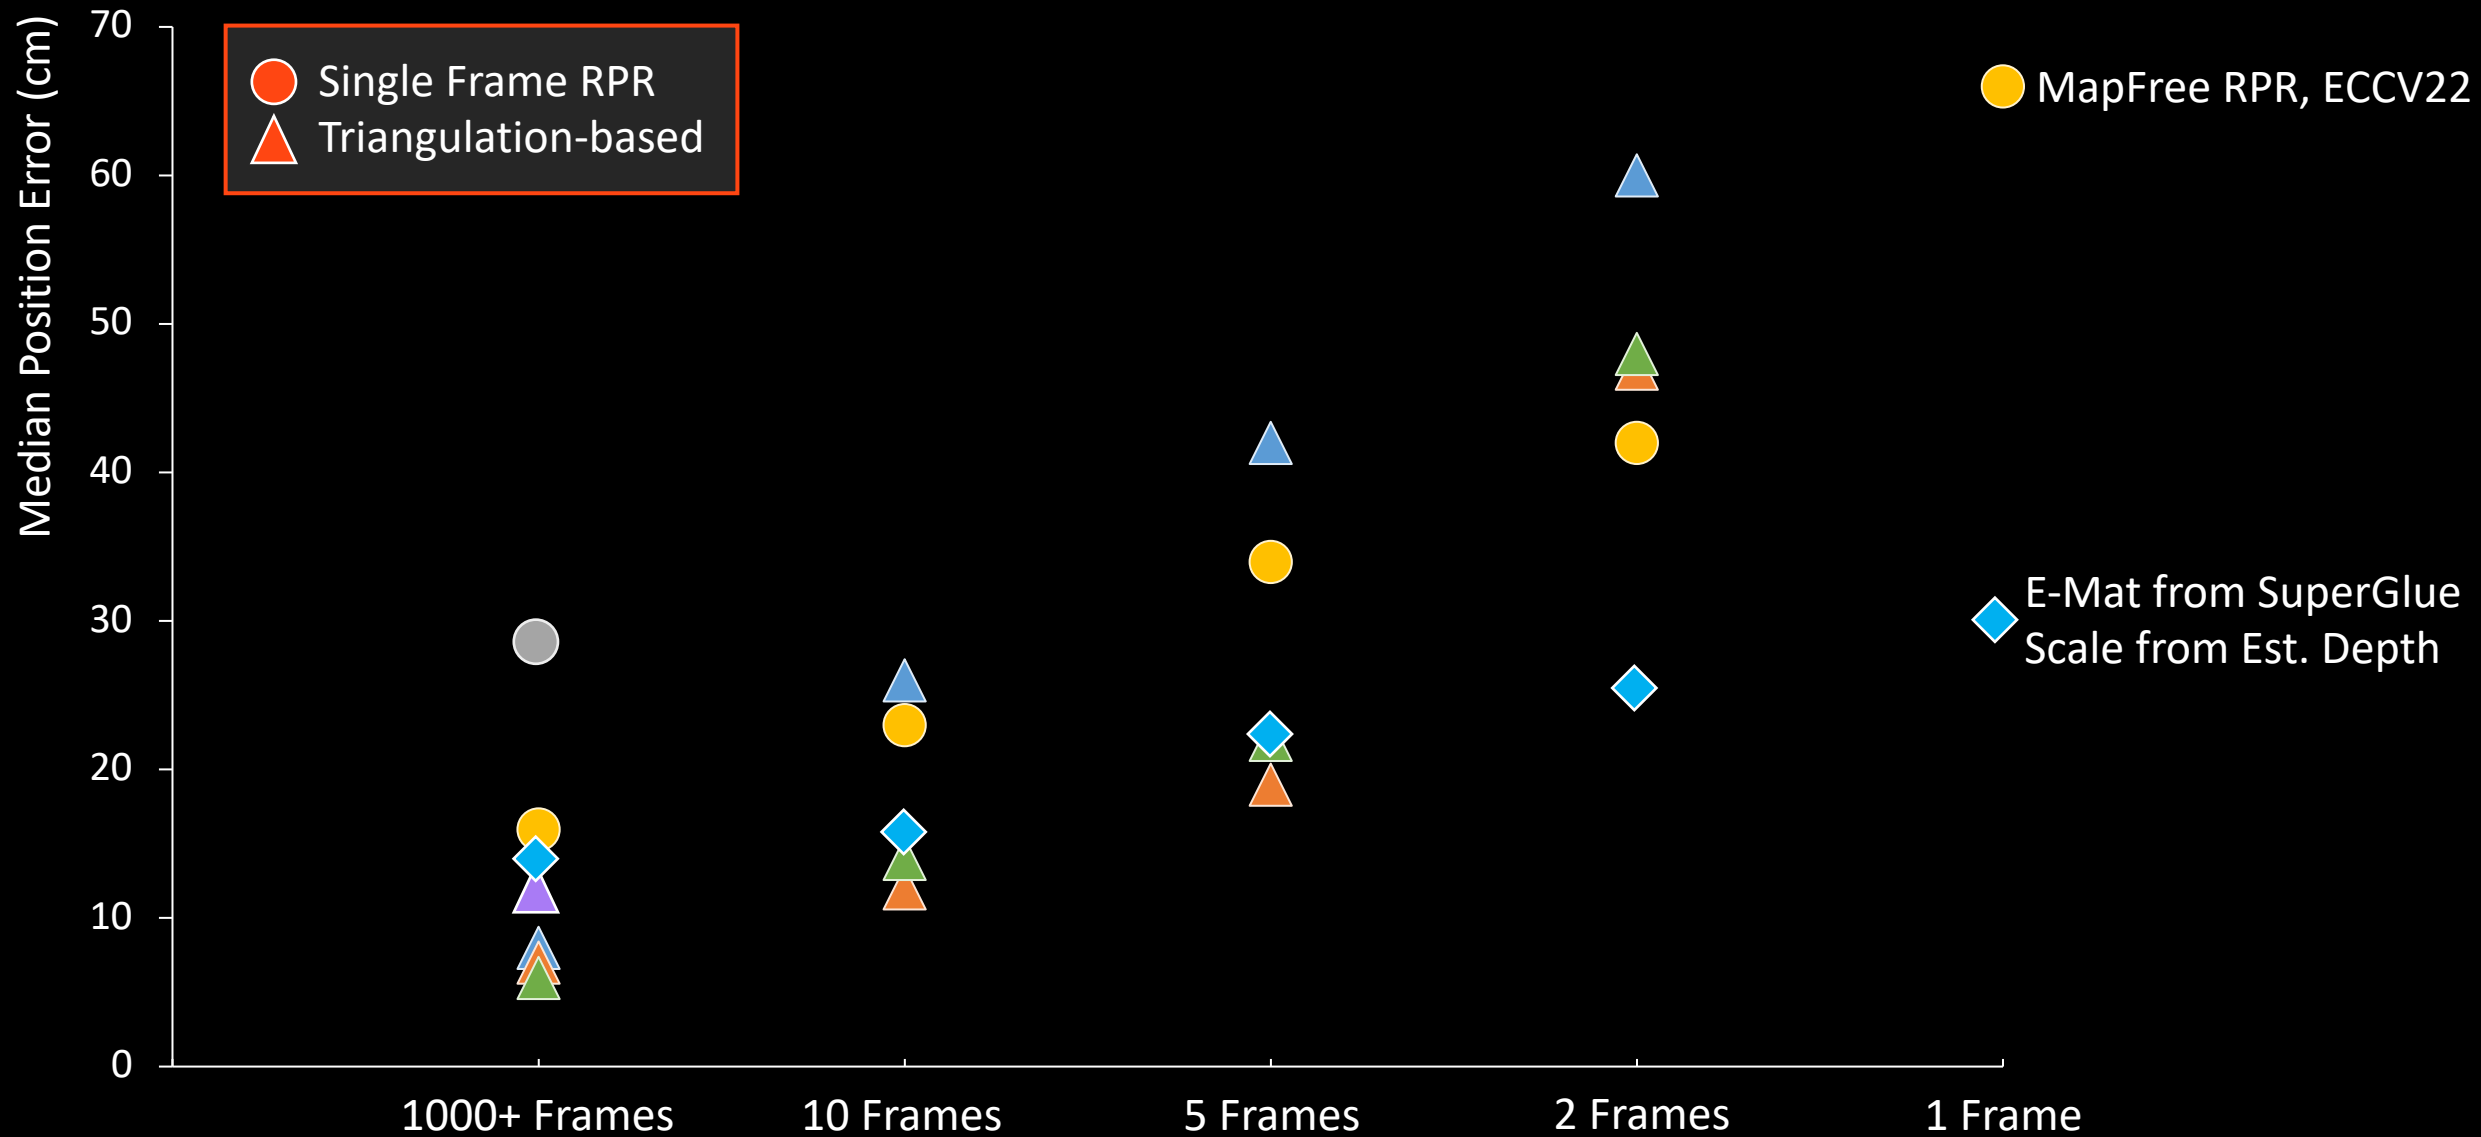 Median Position Error (cm)
70
60
50
40
30
20
10
0
Single Frame RPR
Triangulation-based
MapFree RPR, ECCV22
E-Mat from SuperGlue
Scale from Est. Depth
1000+ Frames
10 Frames
5 Frames
2 Frames
1 Frame